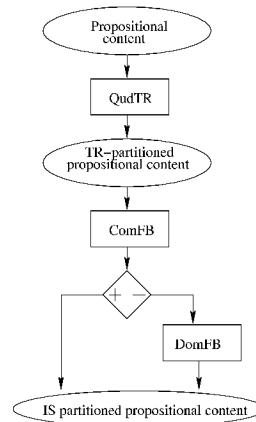 Propositional
content
QudTR
TR-partitioned
propositional content
ComFB
+ −
DomFB
IS partitioned propositional content